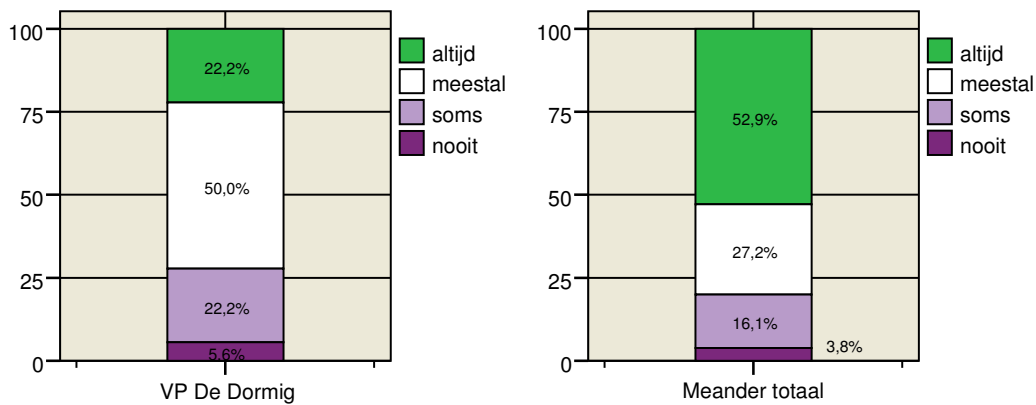 100
75
50
25
0
22,2%
50,0%
22,2%
5,6%
VP De Dormig
altijd
meestal
soms
nooit
100
75
50
25
0
52,9%
27,2%
16,1%
3,8%
Meander totaal
altijd
meestal
soms
nooit